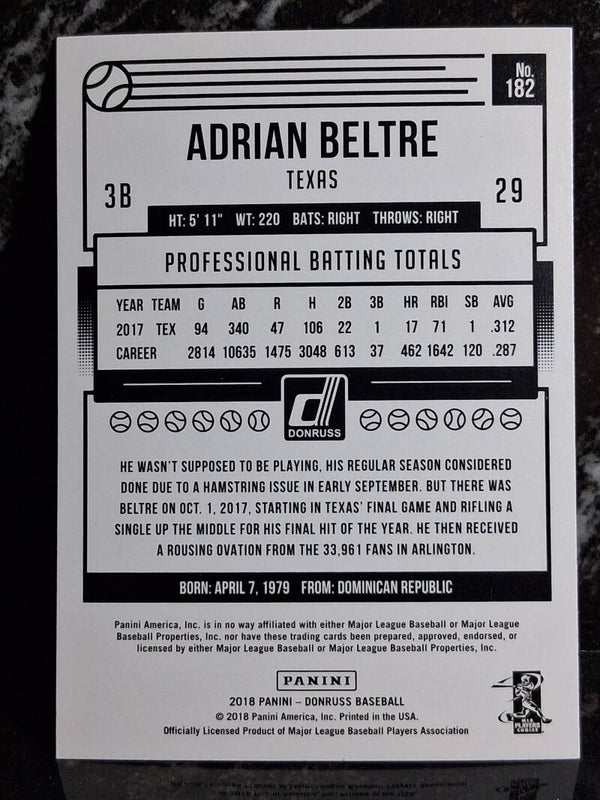 No.
182
ADRIAN BELTRE
TEXAS
3B
29
HT: 5' 11" WT: 220 BATS: RIGHT THROWS: RIGHT
PROFESSIONAL BATTING TOTALS
YEAR TEAM G AB R H 2B 3B HR RBI SB AVG
2017 TEX 94 340 47 106 22 1 17 71 1 .312
CAREER 2814 10635 1475 3048 613 37 462 1642 120 .287
d
DONRUSS
HE WASN'T SUPPOSED TO BE PLAYING, HIS REGULAR SEASON CONSIDERED
DONE DUE TO A HAMSTRING ISSUE IN EARLY SEPTEMBER. BUT THERE WAS
BELTRE ON OCT. 1, 2017, STARTING IN TEXAS' FINAL GAME AND RIFLING A
SINGLE UP THE MIDDLE FOR HIS FINAL HIT OF THE YEAR. HE THEN RECEIVED
A ROUSING OVATION FROM THE 33,961 FANS IN ARLINGTON.
BORN: APRIL 7, 1979 FROM: DOMINICAN REPUBLIC
Panini America, Inc. is in no way affiliated with either Major League Baseball or Major League
Baseball Properties, Inc. nor have these trading cards been prepared, approved, endorsed, or
licensed by either Major League Baseball or Major League Baseball Properties, Inc.
PANINI
2018 PANINI – DONRUSS BASEBALL
© 2018 Panini America, Inc. Printed in the USA.
Officially Licensed Product of Major League Baseball Players Association
MLB
PLAYERS
CHOICE